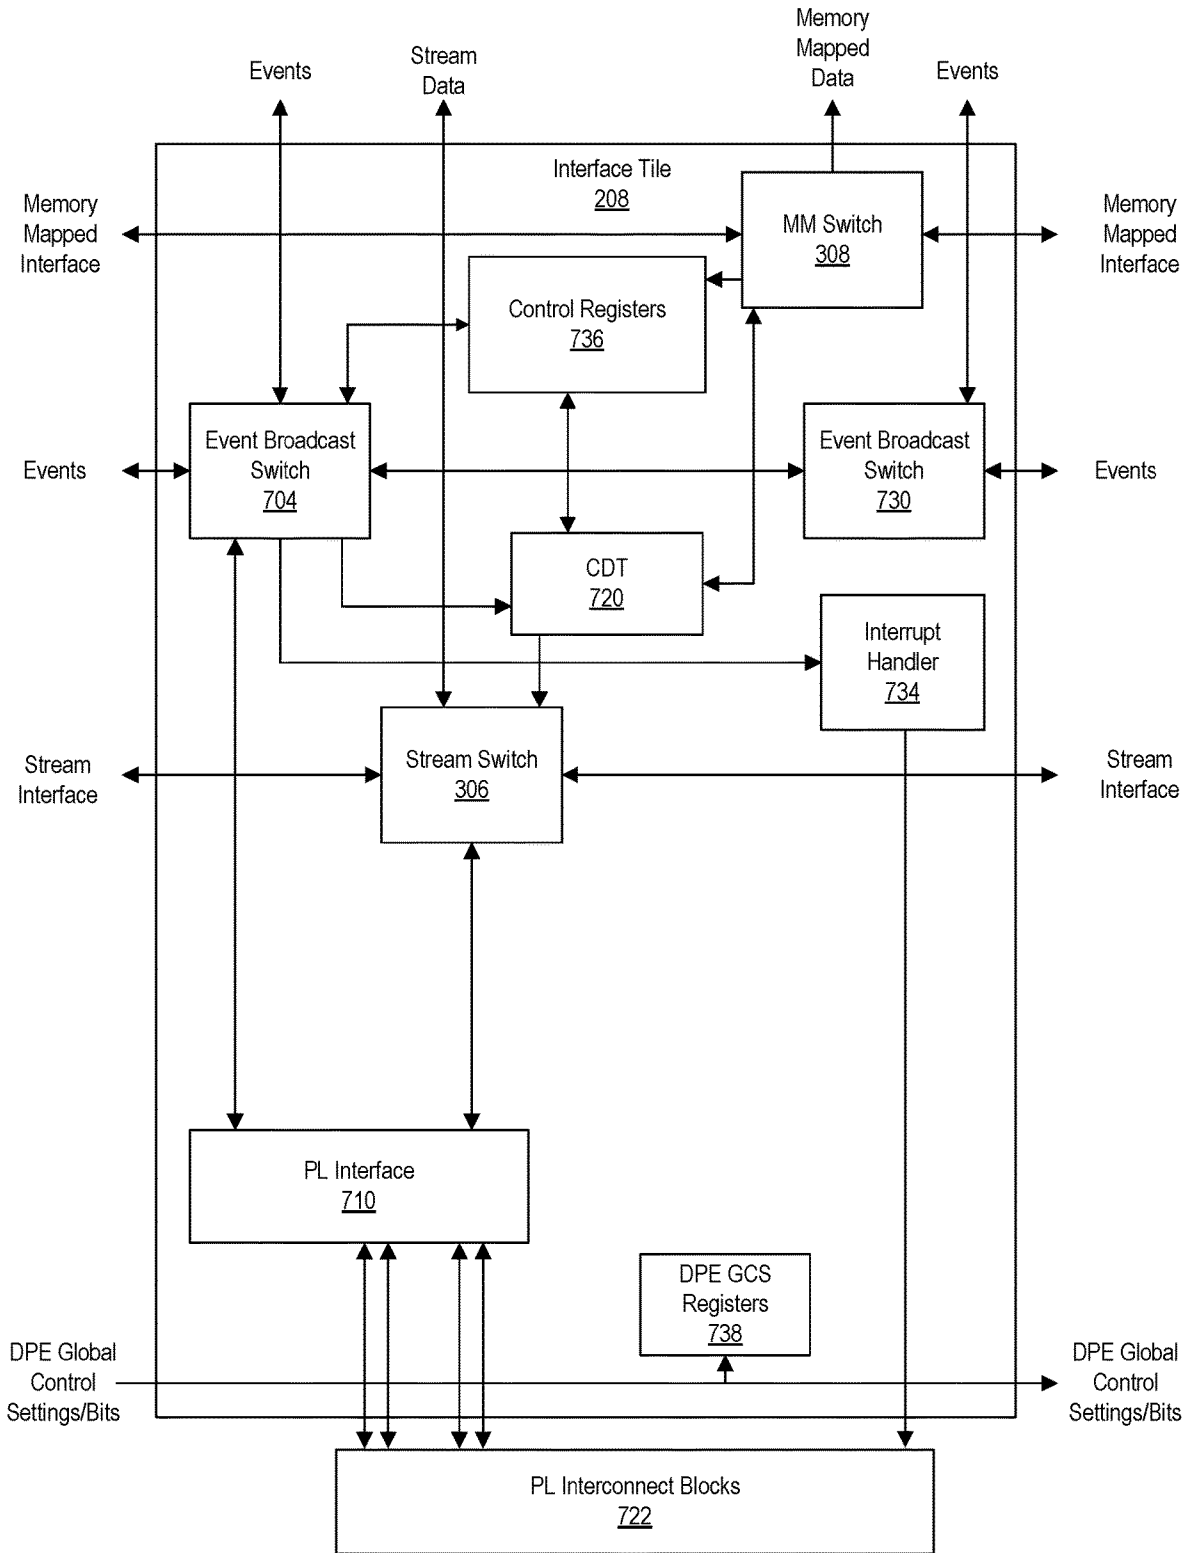 Events
Stream
Data
Memory
Mapped
Data
Events
Interface Tile
208
Memory
Mapped
Interface
MM Switch
308
Memory
Mapped
Interface
Control Registers
736
Events
Event Broadcast
Switch
704
Event Broadcast
Switch
730
Events
CDT
720
Interrupt
Handler
734
Stream
Interface
Stream Switch
306
Stream
Interface
PL Interface
710
DPE GCS
Registers
738
DPE Global
Control
Settings/Bits
DPE Global
Control
Settings/Bits
PL Interconnect Blocks
722